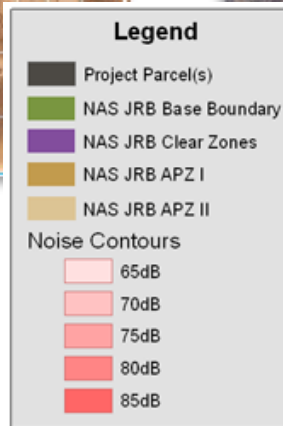 Legend
Project Parcel(s)
NAS JRB Base Boundary
NAS JRB Clear Zones
NAS JRB APZ I
NAS JRB APZ II
Noise Contours
65dB
70dB
75dB
80dB
85dB